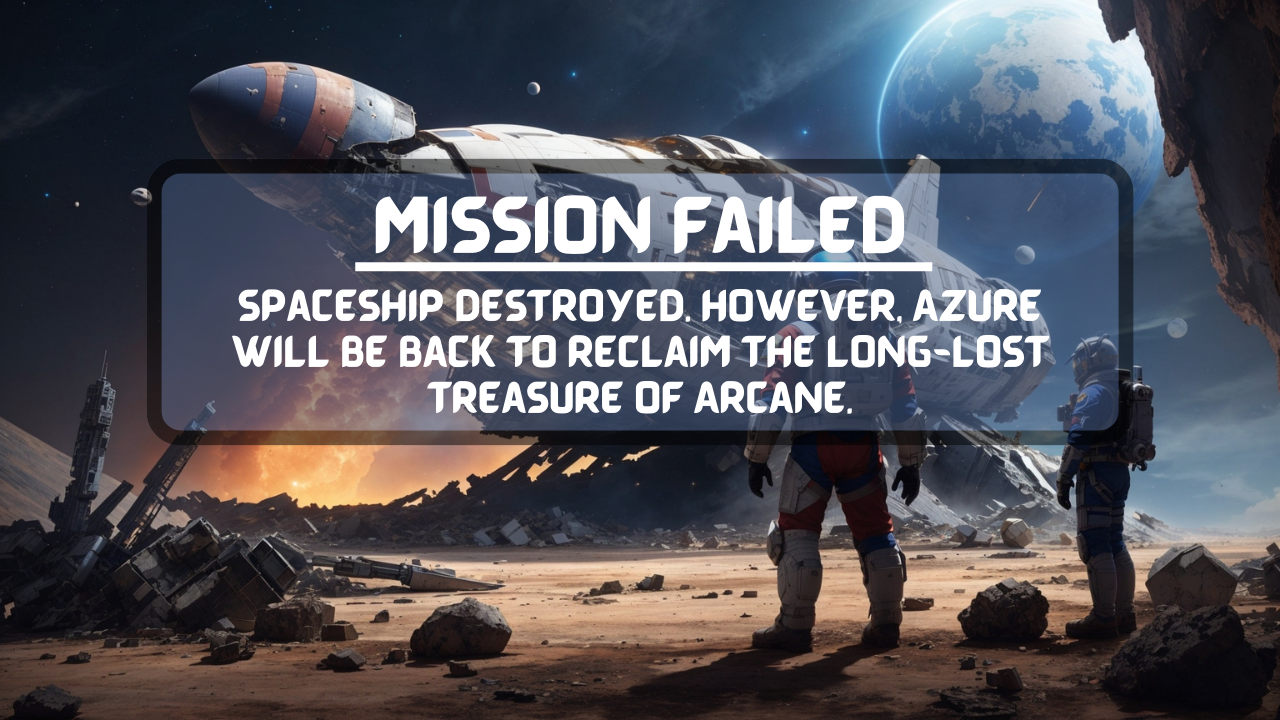 MISSION FAILED
SPACESHIP DESTROYED. HOWEVER, AZURE
WILL BE BACK TO RECLAIM THE LONG-LOST
TREASURE OF ARCANE.